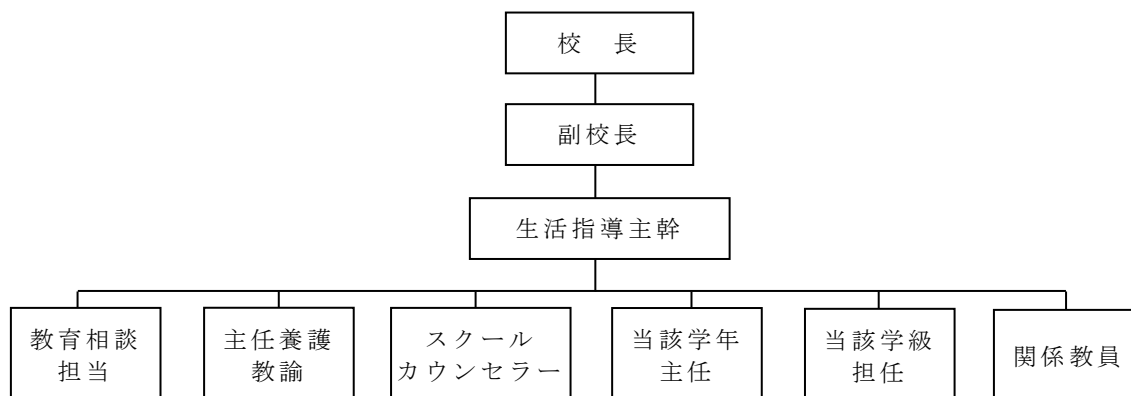 校　長
副校長
生活指導主幹
教育相談
担当
主任養護
教諭
スクール
カウンセラー
当該学年
主任
当該学級
担任
関係教員